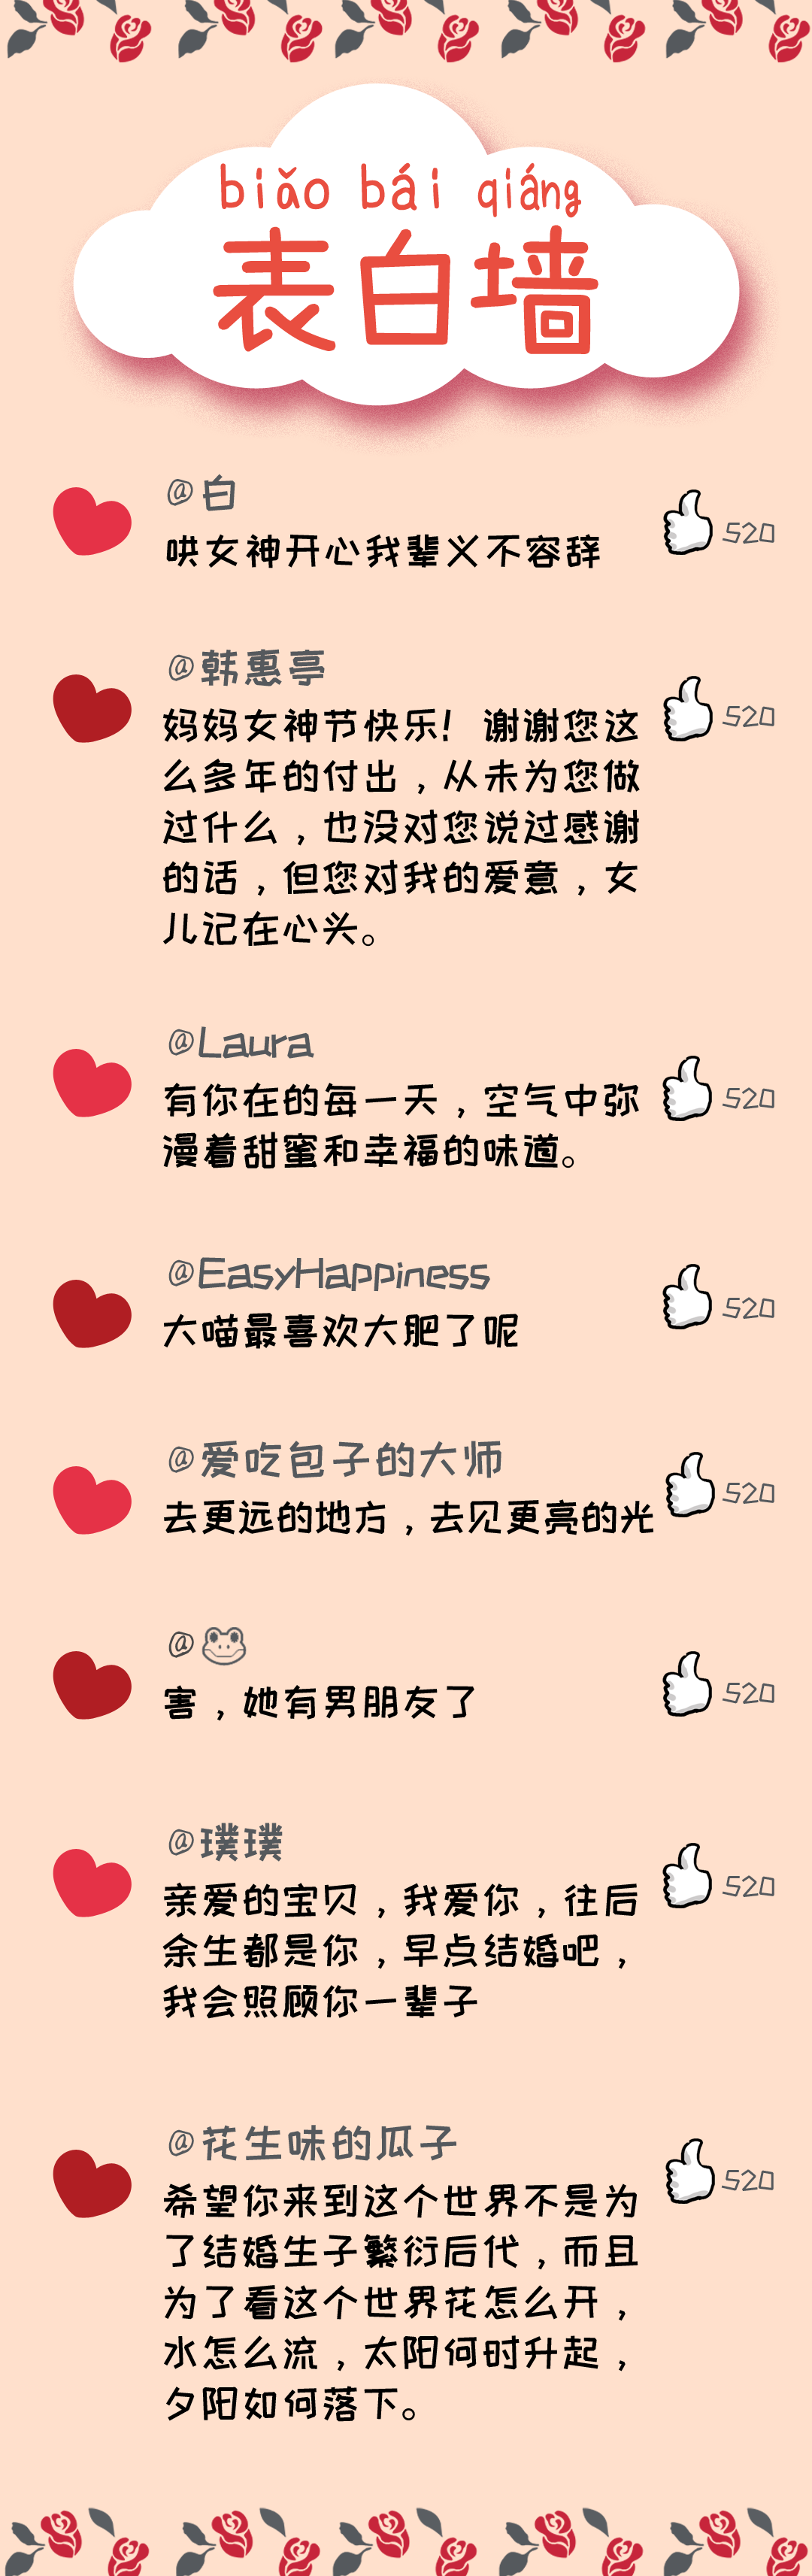 biǎo bái qiáng
表白墙
@白
哄女神开心我辈义不容辞
520
@韩惠亭
妈妈女神节快乐！谢谢您这
么多年的付出，从未为您做
过什么，也没对您说过感谢
的话，但您对我的爱意，女
儿记在心头。
520
@Laura
有你在的每一天，空气中弥
漫着甜蜜和幸福的味道。
520
@EasyHappiness
大喵最喜欢大肥了呢
520
@爱吃包子的大师
去更远的地方，去见更亮的光
520
@🐸
害，她有男朋友了
520
@璞璞
亲爱的宝贝，我爱你，往后
余生都是你，早点结婚吧，
我会照顾你一辈子
520
@花生味的瓜子
希望你来到这个世界不是为
了结婚生子繁衍后代，而且
为了看这个世界花怎么开，
水怎么流，太阳何时升起，
夕阳如何落下。
520